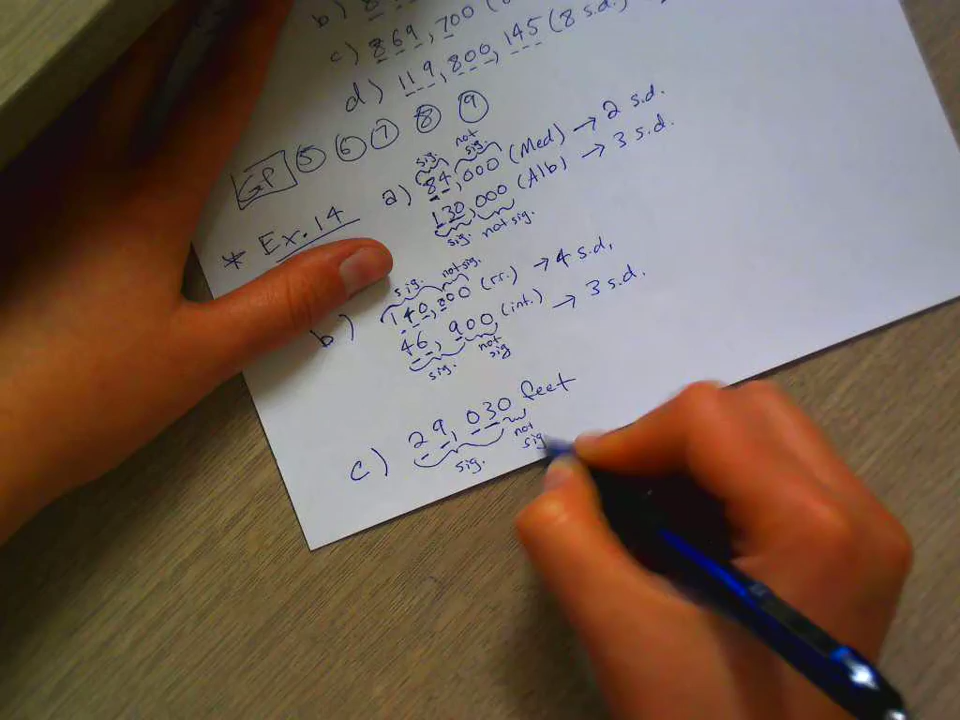 b) 8
c) 869,700 (
d) 119,800,145 (8 s.d.)
GP 5 6 7 8 9
* Ex. 14
sig. not sig.
a) 84,000 (Med) → 2 s.d.
130,000 (Alb) → 3 s.d.
sig. not sig.
sig. not sig.
b) 140,200 (rr.) → 4 s.d.
46,900 (int.) → 3 s.d.
sig. not sig
c) 29,030 feet
sig. not sig